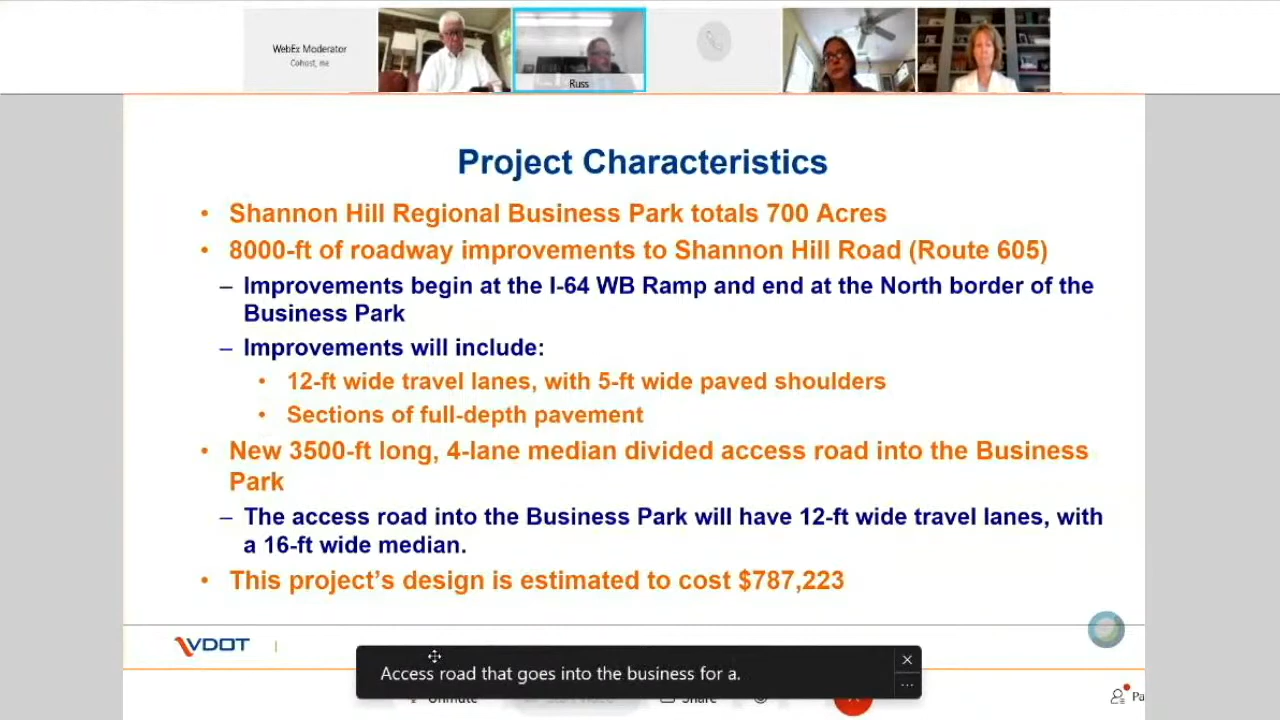 WebEx Moderator
Cohost, me
Russ
Project Characteristics
• Shannon Hill Regional Business Park totals 700 Acres
• 8000-ft of roadway improvements to Shannon Hill Road (Route 605)
– Improvements begin at the I-64 WB Ramp and end at the North border of the
Business Park
– Improvements will include:
• 12-ft wide travel lanes, with 5-ft wide paved shoulders
• Sections of full-depth pavement
• New 3500-ft long, 4-lane median divided access road into the Business
Park
– The access road into the Business Park will have 12-ft wide travel lanes, with
a 16-ft wide median.
• This project's design is estimated to cost $787,223
VDOT
Access road that goes into the business for a.
Unmute
Share
Pa